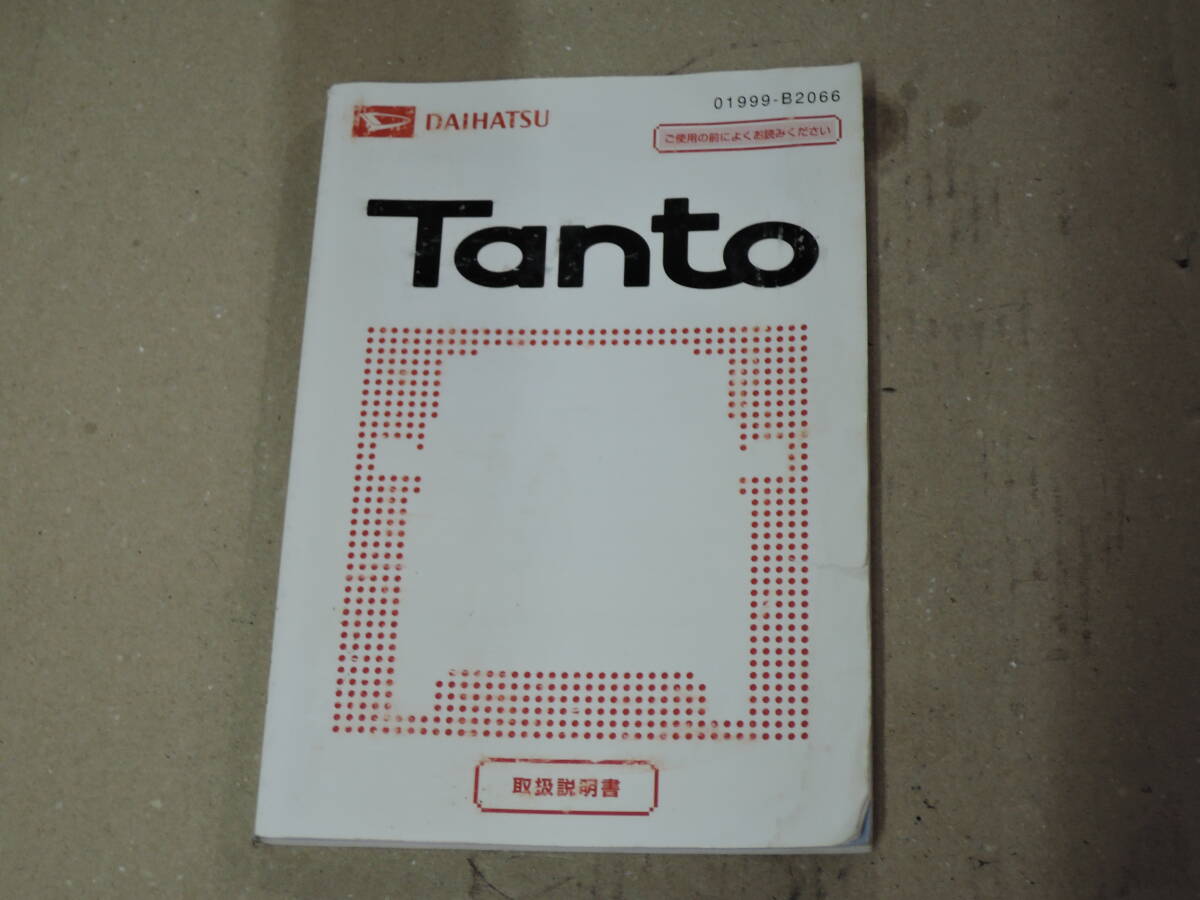 DAIHATSU
01999-B2066
ご使用の前によくお読みください
Tanto
取扱説明書